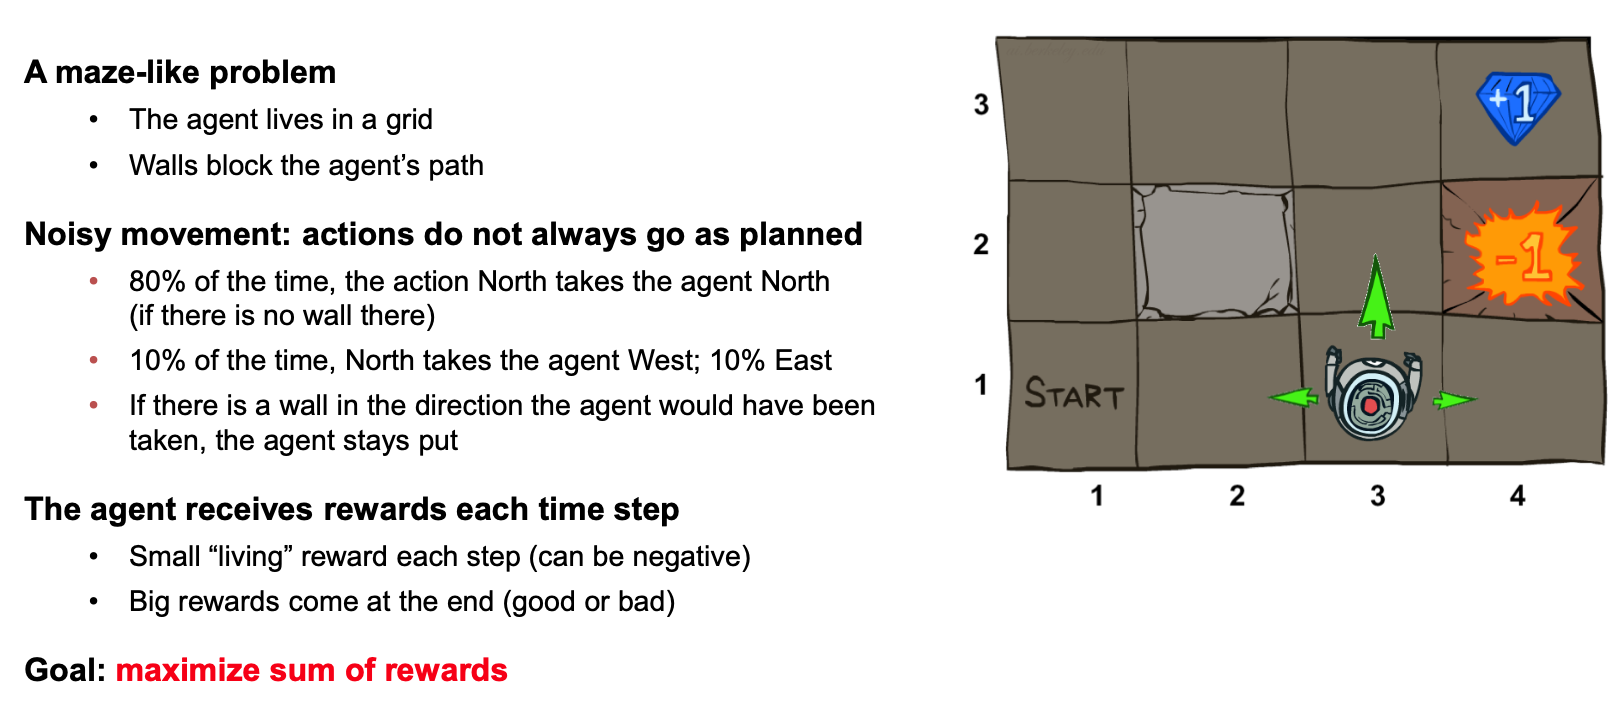 A maze-like problem
• The agent lives in a grid
• Walls block the agent’s path
Noisy movement: actions do not always go as planned
• 80% of the time, the action North takes the agent North
(if there is no wall there)
• 10% of the time, North takes the agent West; 10% East
• If there is a wall in the direction the agent would have been
taken, the agent stays put
The agent receives rewards each time step
• Small “living” reward each step (can be negative)
• Big rewards come at the end (good or bad)
Goal: maximize sum of rewards
3
+1
2
-1
1
START
1 2 3 4